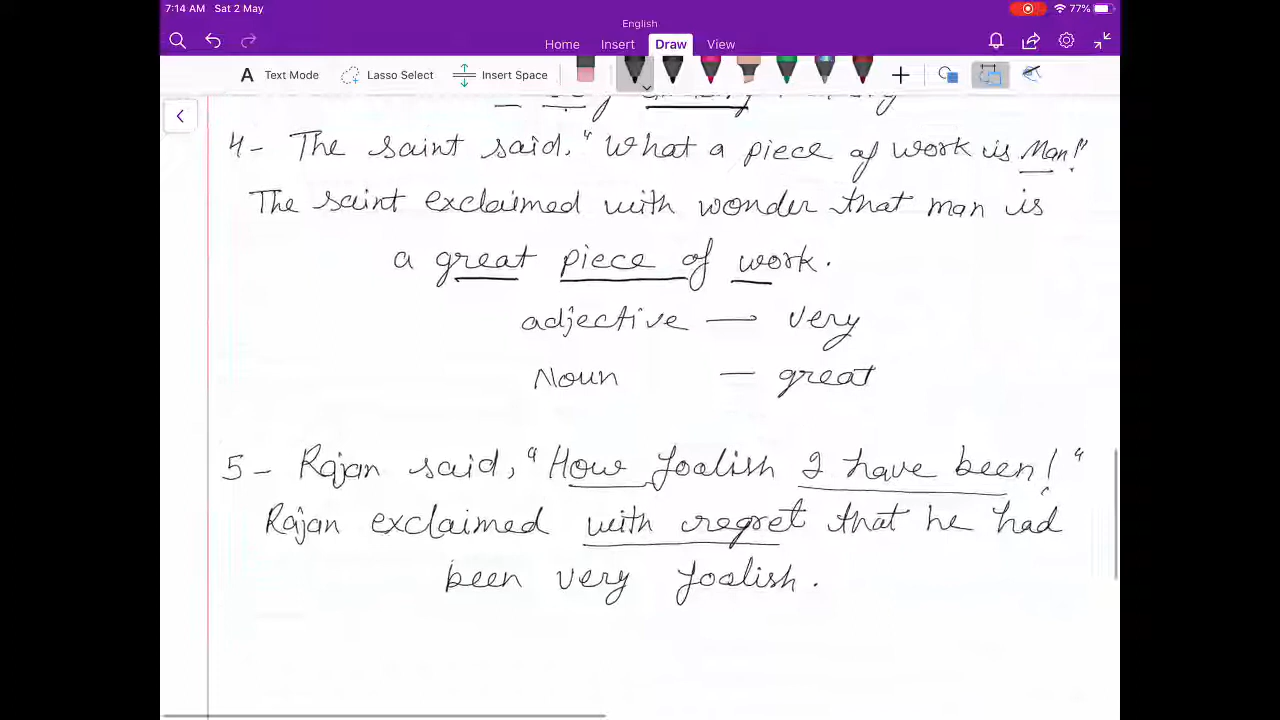 7:14 AM Sat 2 May
77%
English
Home Insert Draw View
A Text Mode Lasso Select Insert Space
4- The saint said, "What a piece of work is Man!"
The saint exclaimed with wonder that man is
a great piece of work.
adjective — very
Noun — great
5- Rajan said, "How foolish I have been!"
Rajan exclaimed with regret that he had
been very foolish.